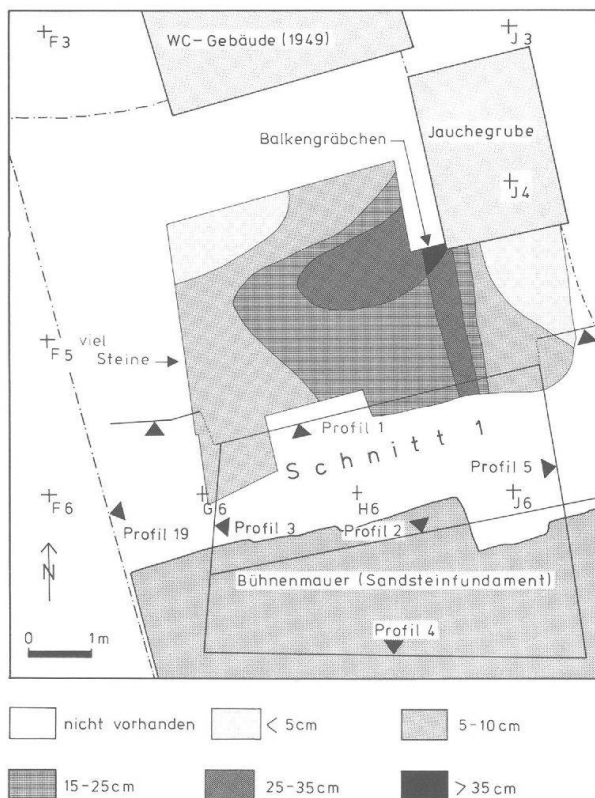 F3
WC-Gebäude (1949)
J3
Balkengräbchen
Jauchegrube
J4
F5
viel
Steine
Profil 1
Schnitt 1
Profil 5
F6
G6
H6
J6
Profil 19
Profil 3
Profil 2
N
Bühnenmauer (Sandsteinfundament)
0 1m
Profil 4
nicht vorhanden
< 5cm
5-10cm
15-25cm
25-35cm
> 35cm